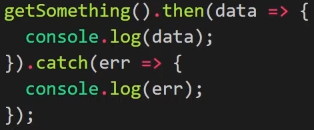 getSomething().then(data => {
  console.log(data);
}).catch(err => {
  console.log(err);
});